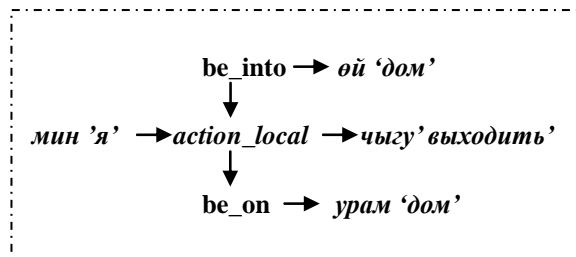 be_into өй ‘дом’
мин ’я’ action_local чыгу’ выходить’
be_on урам ‘дом’